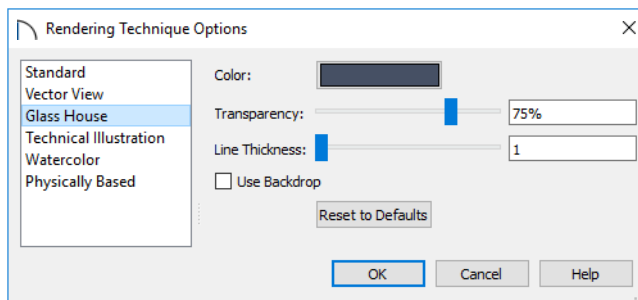 Rendering Technique Options
Standard
Vector View
Glass House
Technical Illustration
Watercolor
Physically Based
Color:
Transparency:
75%
Line Thickness:
1
Use Backdrop
Reset to Defaults
OK
Cancel
Help